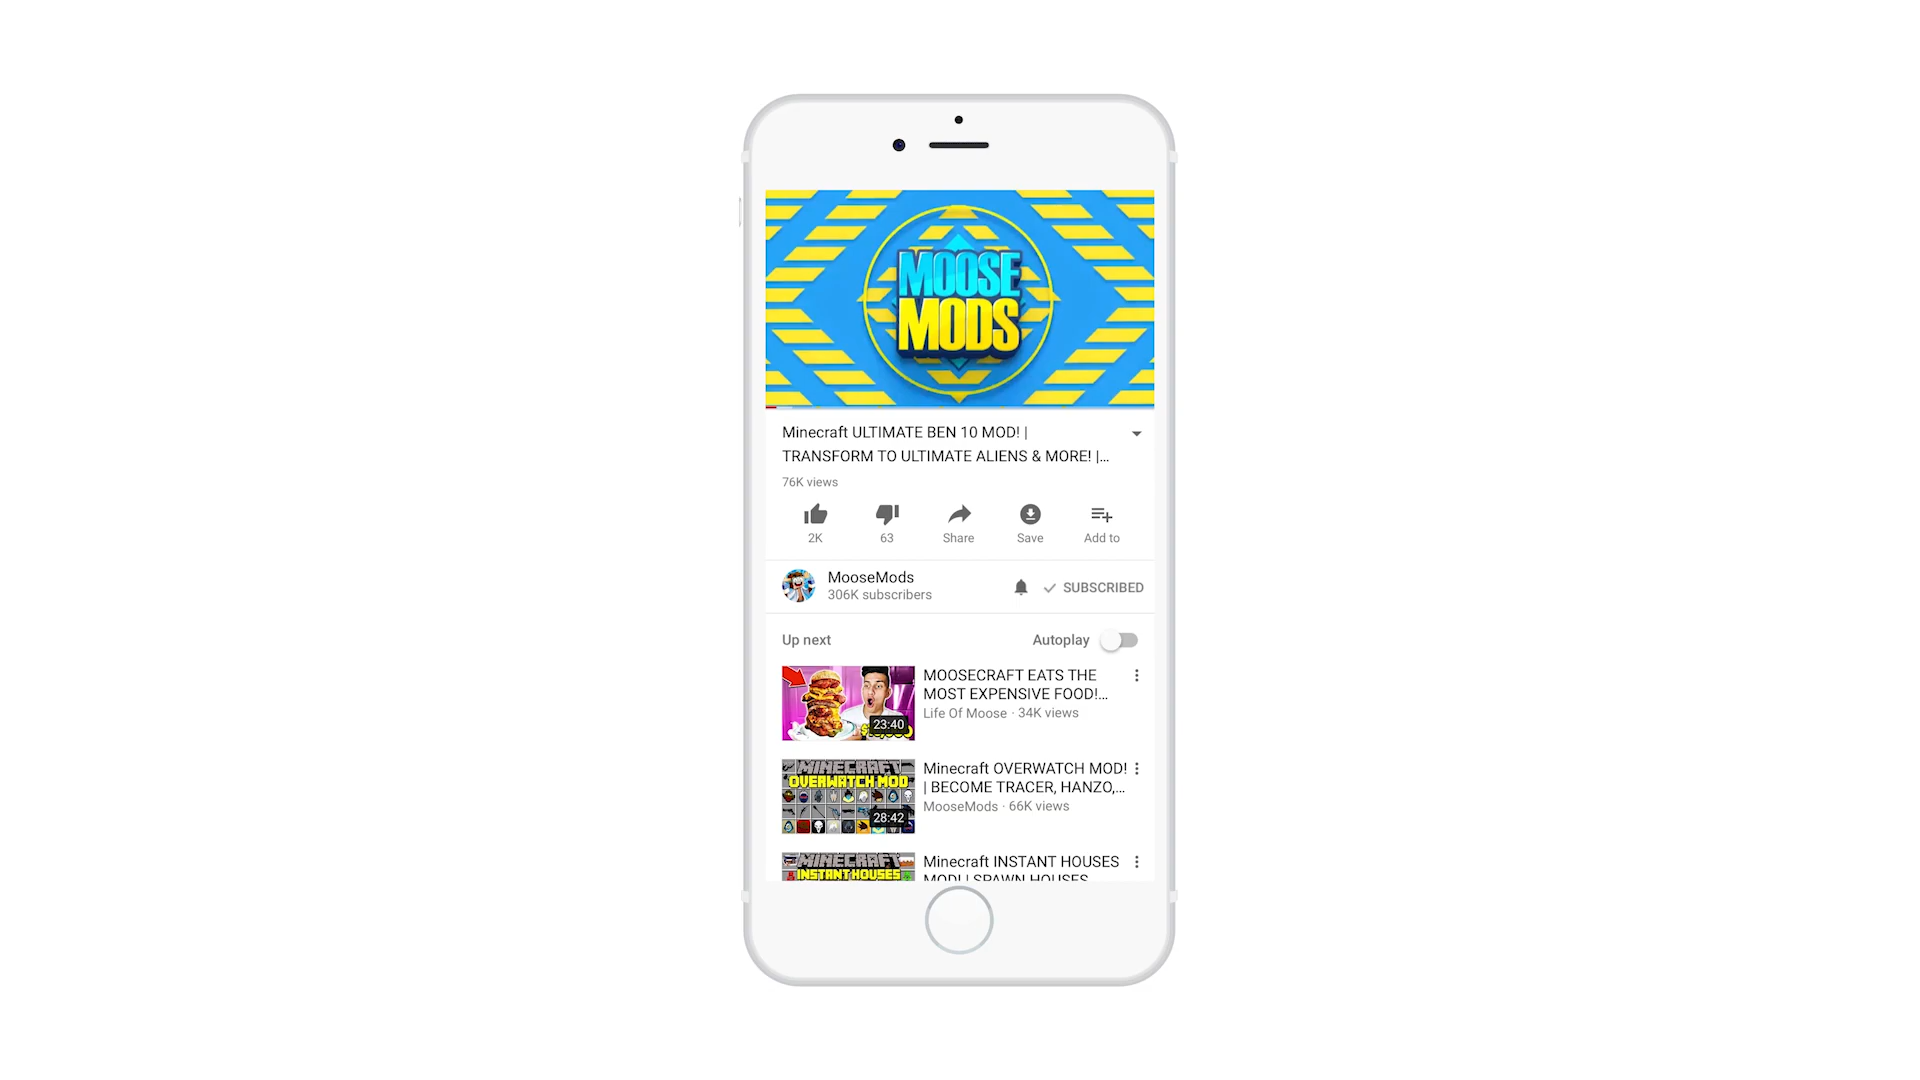 MOOSE
MODS
Minecraft ULTIMATE BEN 10 MOD! |
TRANSFORM TO ULTIMATE ALIENS & MORE! |...
76K views
2K
63
Share
Save
Add to
MooseMods
306K subscribers
SUBSCRIBED
Up next
Autoplay
23:40
MOOSECRAFT EATS THE
MOST EXPENSIVE FOOD!...
Life Of Moose · 34K views
MINECRAFT
OVERWATCH MOD
28:42
Minecraft OVERWATCH MOD!
| BECOME TRACER, HANZO,...
MooseMods · 66K views
MINECRAFT
INSTANT HOUSES
Minecraft INSTANT HOUSES
MOD! | SPAWN HOUSES